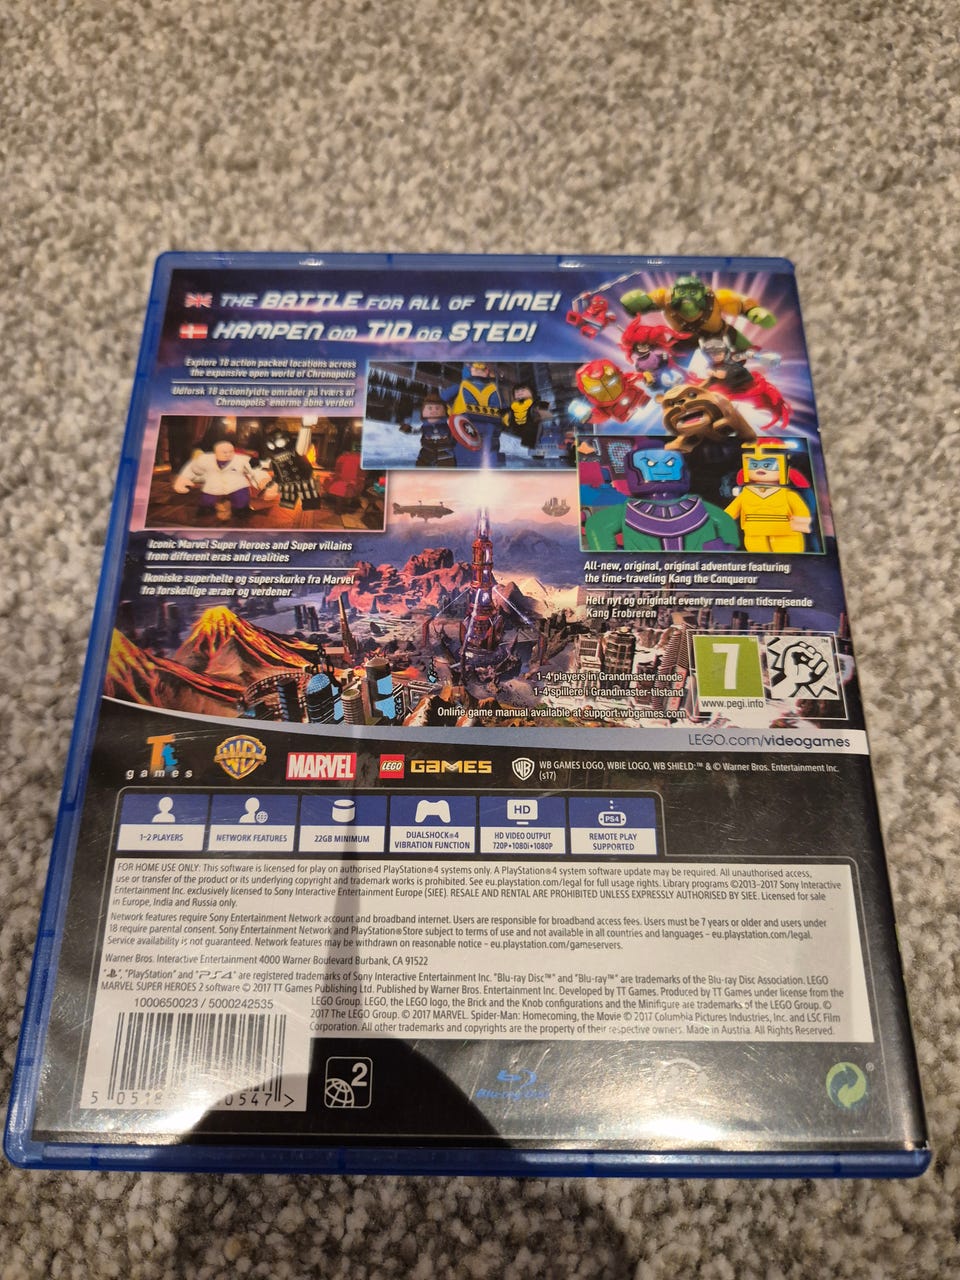 THE BATTLE FOR ALL OF TIME!
KAMPEN OM TID OG STED!
Explore 18 action packed locations across
the expansive open world of Chronopolis
Udforsk 18 actionfyldte områder på tværs af
Chronopolis' enorme åbne verden
Iconic Marvel Super Heroes and Super villains
from different eras and realities
Ikoniske superhelte og superskurke fra Marvel
fra forskellige æraer og verdener
All-new, original, original adventure featuring
the time-traveling Kang the Conqueror
Helt nyt og originalt eventyr med den tidsrejsende
Kang Erobreren
1-4 players in Grandmaster mode
1-4 spillere i Grandmaster-tilstand
Online game manual available at support.wbgames.com
7
www.pegi.info
LEGO.com/videogames
Tt games
WB
MARVEL
LEGO GAMES
WB GAMES LOGO, WBIE LOGO, WB SHIELD: ™ & © Warner Bros. Entertainment Inc.
(s17)
1-2 PLAYERS
NETWORK FEATURES
22GB MINIMUM
DUALSHOCK®4
VIBRATION FUNCTION
HD
HD VIDEO OUTPUT
720P•1080i•1080P
PS4
REMOTE PLAY
SUPPORTED
FOR HOME USE ONLY: This software is licensed for play on authorised PlayStation®4 systems only. A PlayStation®4 system software update may be required. All unauthorised access,
use or transfer of the product or its underlying copyright and trademark works is prohibited. See eu.playstation.com/legal for full usage rights. Library programs ©2013-2017 Sony Interactive
Entertainment Inc. exclusively licensed to Sony Interactive Entertainment Europe (SIEE). RESALE AND RENTAL ARE PROHIBITED UNLESS EXPRESSLY AUTHORISED BY SIEE. Licensed for sale
in Europe, India and Russia only.
Network features require Sony Entertainment Network account and broadband internet. Users are responsible for broadband access fees. Users must be 7 years or older and users under
18 require parental consent. Sony Entertainment Network and PlayStation®Store subject to terms of use and not available in all countries and languages – eu.playstation.com/legal.
Service availability is not guaranteed. Network features may be withdrawn on reasonable notice – eu.playstation.com/gameservers.
Warner Bros. Interactive Entertainment 4000 Warner Boulevard Burbank, CA 91522
"PlayStation" and "PS4" are registered trademarks of Sony Interactive Entertainment Inc. "Blu-ray Disc™" and "Blu-ray™" are trademarks of the Blu-ray Disc Association. LEGO
MARVEL SUPER HEROES 2 software © 2017 TT Games Publishing Ltd. Published by Warner Bros. Entertainment Inc. Developed by TT Games. Produced by TT Games under license from the
LEGO Group. LEGO, the LEGO logo, the Brick and the Knob configurations and the Minifigure are trademarks of the LEGO Group. ©
2017 The LEGO Group. © 2017 MARVEL. Spider-Man: Homecoming, the Movie © 2017 Columbia Pictures Industries, Inc. and LSC Film
Corporation. All other trademarks and copyrights are the property of their respective owners. Made in Austria. All Rights Reserved.
1000650023 / 5000242535
0547 >
2